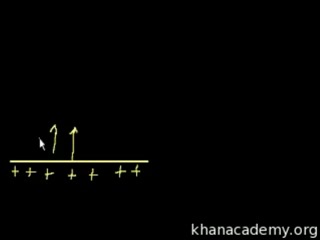 + + + + + + +
khanacademy.org